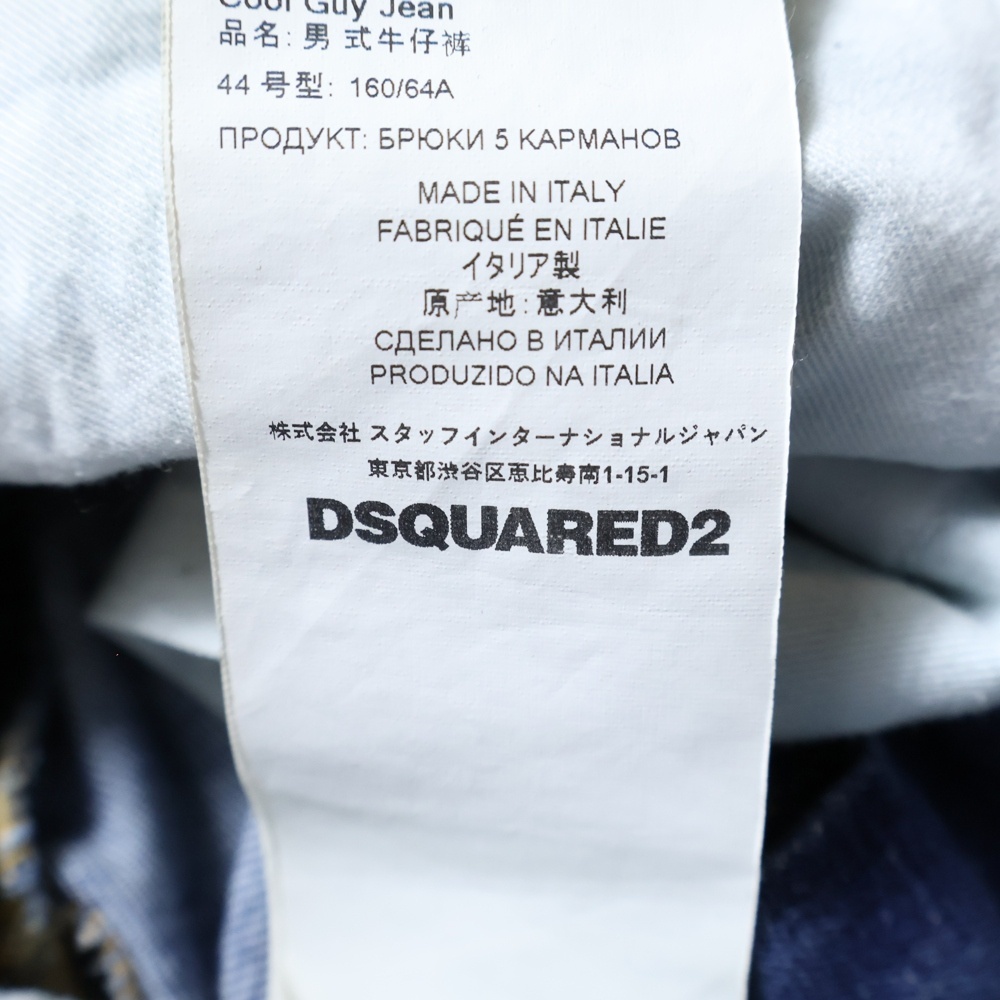 Cool Guy Jean
品名: 男 式牛仔裤
44 号型: 160/64A
ПРОДУКТ: БРЮКИ 5 КАРМАНОВ
MADE IN ITALY
FABRIQUÉ EN ITALIE
イタリア製
原产地: 意大利
СДЕЛАНО В ИТАЛИИ
PRODUZIDO NA ITALIA
株式会社 スタッフインターナショナルジャパン
東京都渋谷区恵比寿南1-15-1
DSQUARED2